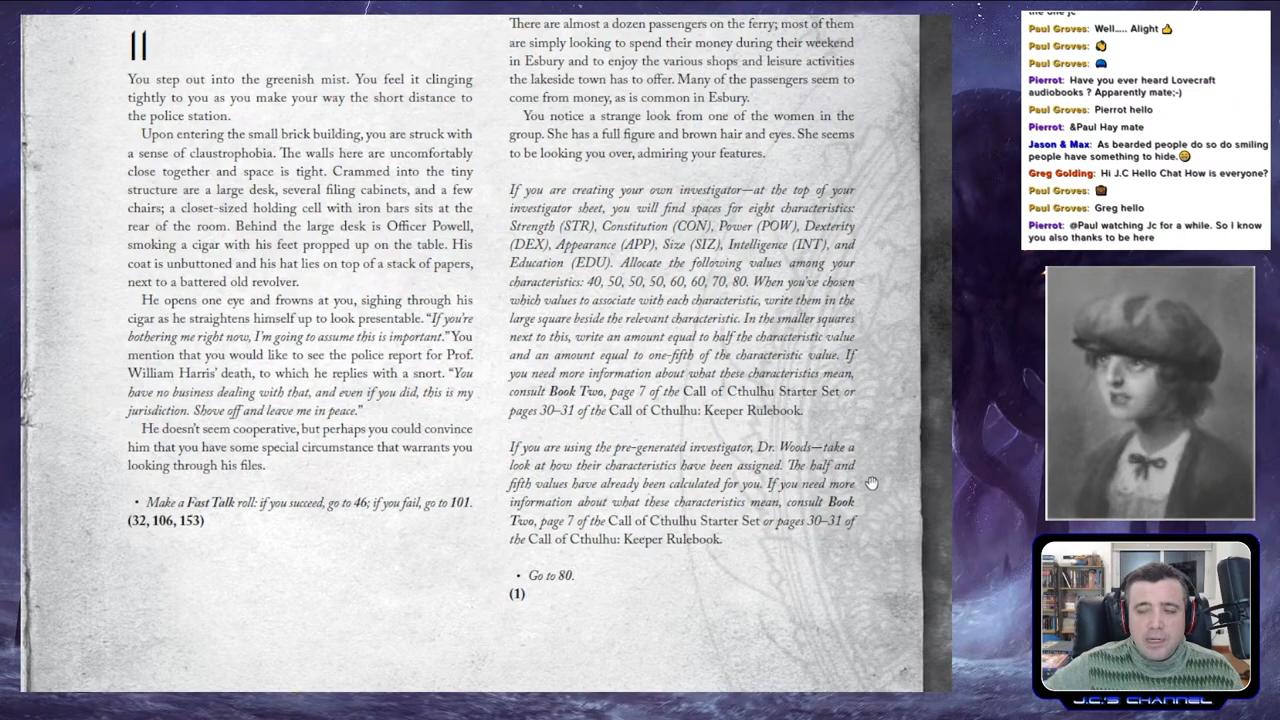 11
You step out into the greenish mist. You feel it clinging
tightly to you as you make your way the short distance to
the police station.
Upon entering the small brick building, you are struck with
a sense of claustrophobia. The walls here are uncomfortably
close together and space is tight. Crammed into the tiny
structure are a large desk, several filing cabinets, and a few
chairs; a closet-sized holding cell with iron bars sits at the
rear of the room. Behind the large desk is Officer Powell,
smoking a cigar with his feet propped up on the table. His
coat is unbuttoned and his hat lies on top of a stack of papers,
next to a battered old revolver.
He opens one eye and frowns at you, sighing through his
cigar as he straightens himself up to look presentable. “If you’re
bothering me right now, I’m going to assume this is important.” You
mention that you would like to see the police report for Prof.
William Harris’ death, to which he replies with a snort. “You
have no business dealing with that, and even if you did, this is my
jurisdiction. Shove off and leave me in peace.”
He doesn’t seem cooperative, but perhaps you could convince
him that you have some special circumstance that warrants you
looking through his files.
• Make a Fast Talk roll: if you succeed, go to 46; if you fail, go to 101.
(32, 106, 153)
There are almost a dozen passengers on the ferry; most of them
are simply looking to spend their money during their weekend
in Esbury and to enjoy the various shops and leisure activities
the lakeside town has to offer. Many of the passengers seem to
come from money, as is common in Esbury.
You notice a strange look from one of the women in the
group. She has a full figure and brown hair and eyes. She seems
to be looking you over, admiring your features.
If you are creating your own investigator—at the top of your
investigator sheet, you will find spaces for eight characteristics:
Strength (STR), Constitution (CON), Power (POW), Dexterity
(DEX), Appearance (APP), Size (SIZ), Intelligence (INT), and
Education (EDU). Allocate the following values among your
characteristics: 40, 50, 50, 50, 60, 60, 70, 80. When you’ve chosen
which values to associate with each characteristic, write them in the
large square beside the relevant characteristic. In the smaller squares
next to this, write an amount equal to half the characteristic value
and an amount equal to one-fifth of the characteristic value. If
you need more information about what these characteristics mean,
consult Book Two, page 7 of the Call of Cthulhu Starter Set or
pages 30–31 of the Call of Cthulhu: Keeper Rulebook.
If you are using the pre-generated investigator, Dr. Woods—take a
look at how their characteristics have been assigned. The half and
fifth values have already been calculated for you. If you need more
information about what these characteristics mean, consult Book
Two, page 7 of the Call of Cthulhu Starter Set or pages 30–31 of
the Call of Cthulhu: Keeper Rulebook.
• Go to 80.
(1)
Paul Groves: Well..... Alight
Paul Groves:
Paul Groves:
Pierrot: Have you ever heard Lovecraft
audiobooks ? Apparently mate;-)
Paul Groves: Pierrot hello
Pierrot: &Paul Hay mate
Jason & Max: As bearded people do so do smiling
people have something to hide.
Greg Golding: Hi J.C Hello Chat How is everyone?
Paul Groves:
Paul Groves: Greg hello
Pierrot: @Paul watching Jc for a while. So I know
you also thanks to be here
J.C.'S CHANNEL